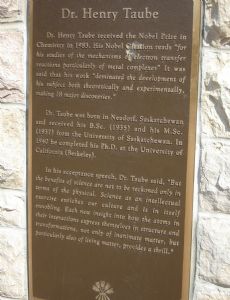 Dr. Henry Taube
Dr. Henry Taube received the Nobel Prize in
Chemistry in 1983. His Nobel Citation reads "for
his studies of the mechanisms of electron transfer
reactions particularly of metal complexes". It was
said that his work "dominated the development of
his subject both theoretically and experimentally,
making 18 major discoveries."
Dr. Taube was born in Neudorf, Saskatchewan
and received his B.Sc. (1935) and his M.Sc.
(1937) from the University of Saskatchewan. In
1940 he completed his Ph.D. at the University of
California (Berkeley).
In his acceptance speech, Dr. Taube said, "But
the benefits of science are not to be reckoned only in
terms of the physical. Science as an intellectual
exercise enriches our culture and is in itself
ennobling. Each new insight into how the atoms in
their interactions express themselves in structure and
transformations, not only of inanimate matter, but
particularly also of living matter, provides a thrill."